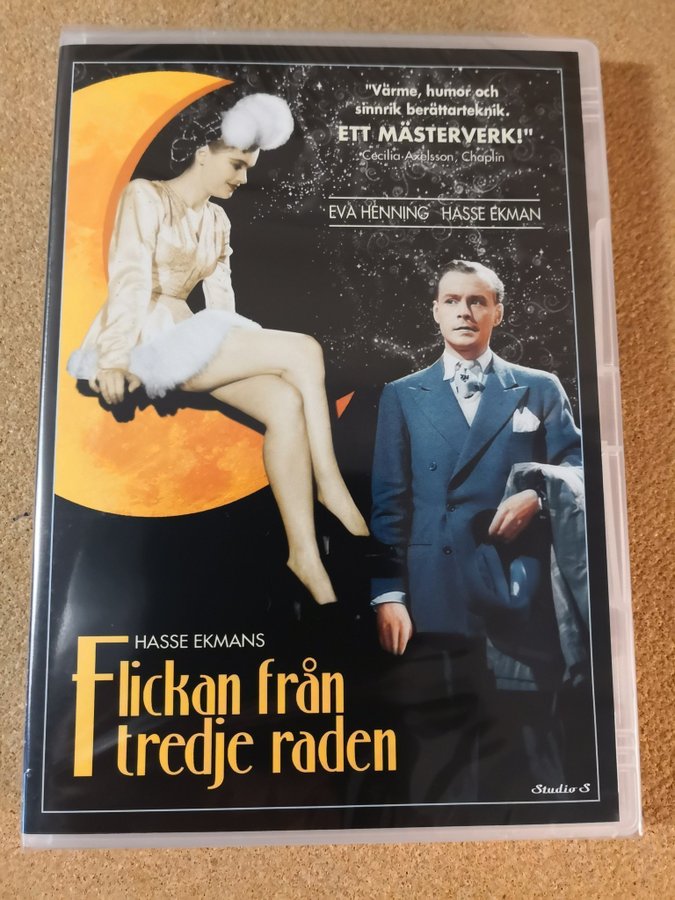 "Värme, humor och
sinnrik berättarteknik.
ETT MÄSTERVERK!"
Cecilia Axelsson, Chaplin
EVA HENNING HASSE EKMAN
HASSE EKMANS
Flickan från
tredje raden
Studio S